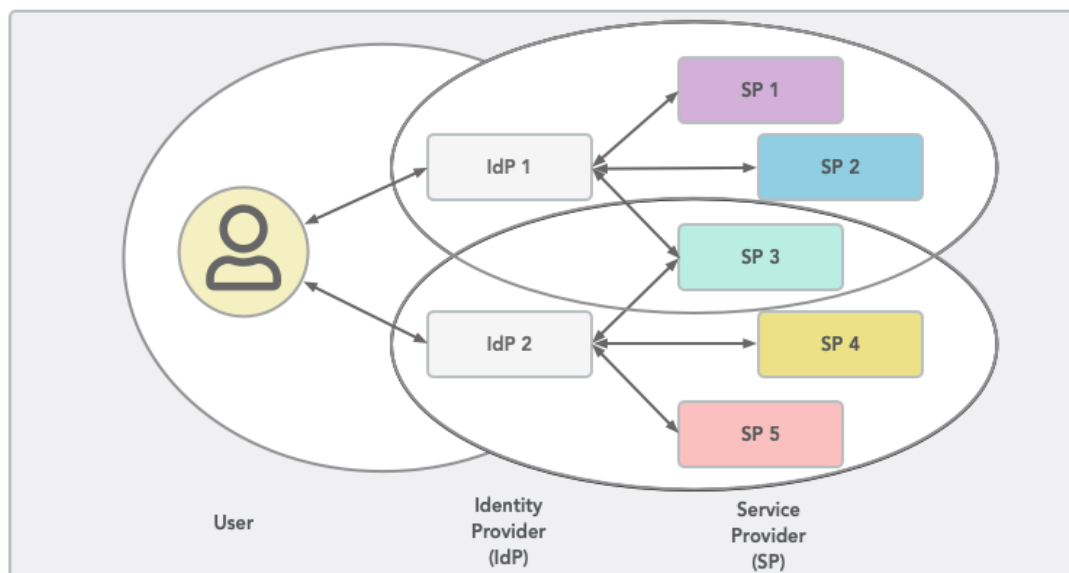 SP 1
IdP 1
SP 2
SP 3
IdP 2
SP 4
SP 5
User
Identity
Provider
(IdP)
Service
Provider
(SP)